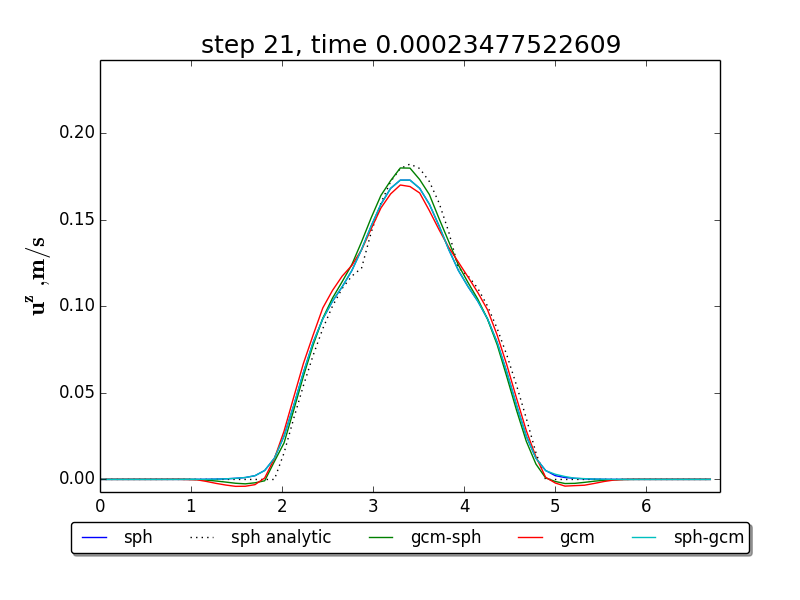 step 21, time 0.00023477522609
0.20
0.15
0.10
0.05
0.00
u^z ,m/s
0 1 2 3 4 5 6
sph sph analytic gcm-sph gcm sph-gcm